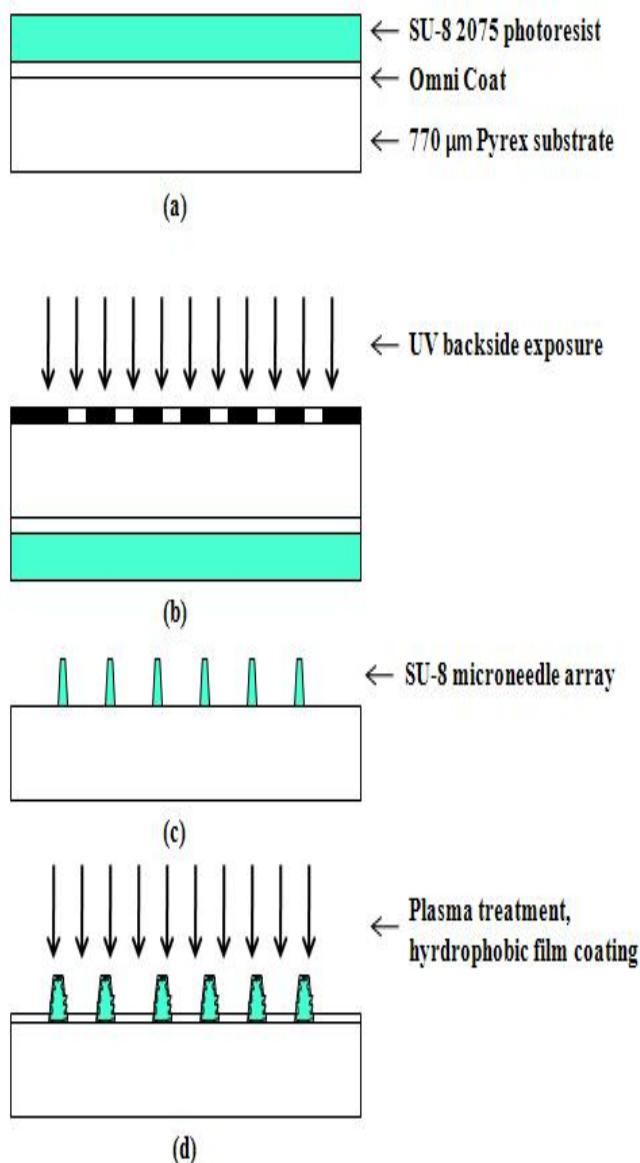 SU-8 2075 photoresist
Omni Coat
770 µm Pyrex substrate
(a)
UV backside exposure
(b)
SU-8 microneedle array
(c)
Plasma treatment,
hyrdrophobic film coating
(d)